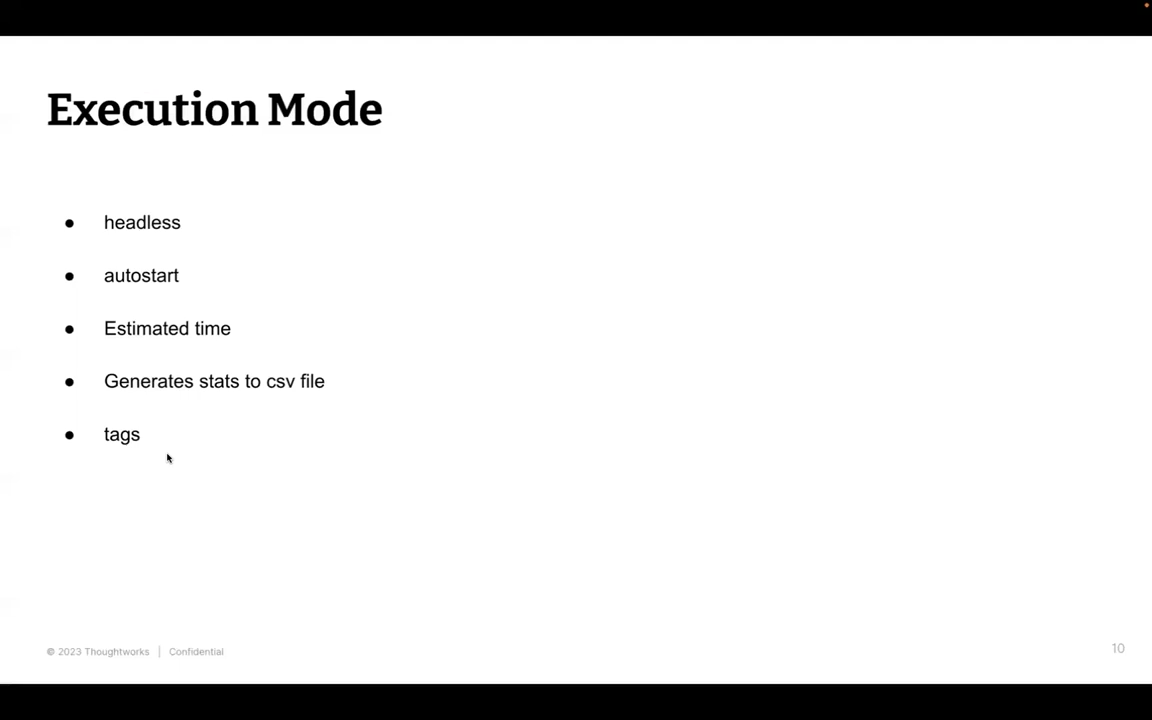 Execution Mode
● headless
● autostart
● Estimated time
● Generates stats to csv file
● tags
© 2023 Thoughtworks | Confidential
10